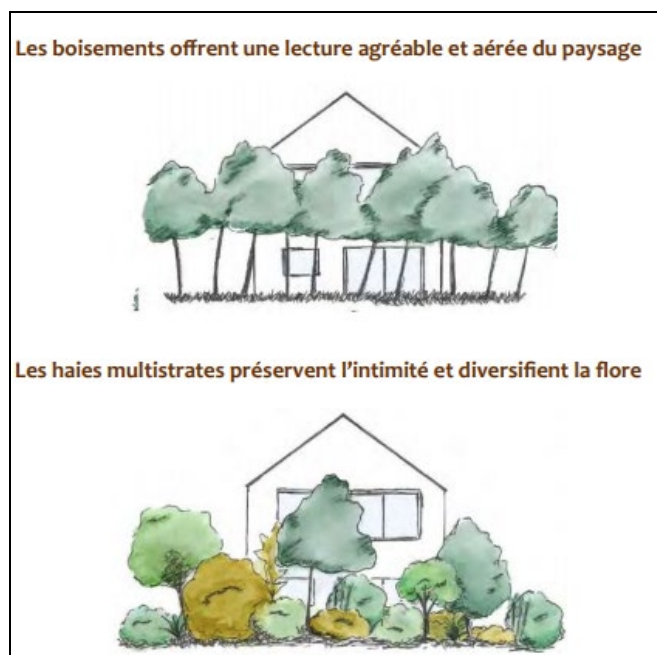 Les boisements offrent une lecture agréable et aérée du paysage
Les haies multistrates préservent l'intimité et diversifient la flore